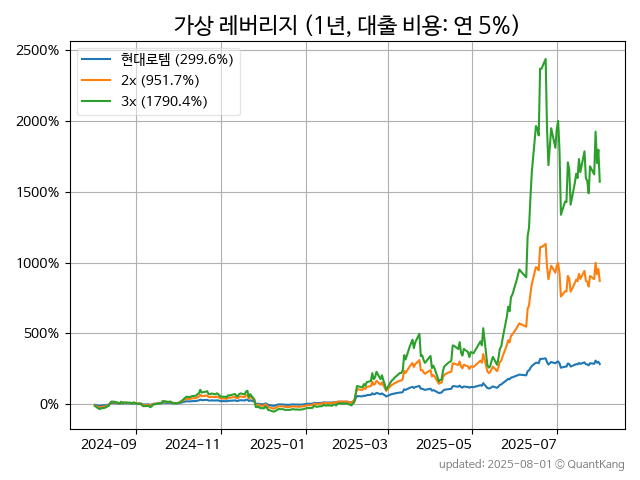 가상 레버리지 (1년, 대출 비용: 연 5%)
현대로템 (299.6%)
2x (951.7%)
3x (1790.4%)
2500%
2000%
1500%
1000%
500%
0%
2024-09 2024-11 2025-01 2025-03 2025-05 2025-07
updated: 2025-08-01 © QuantKang